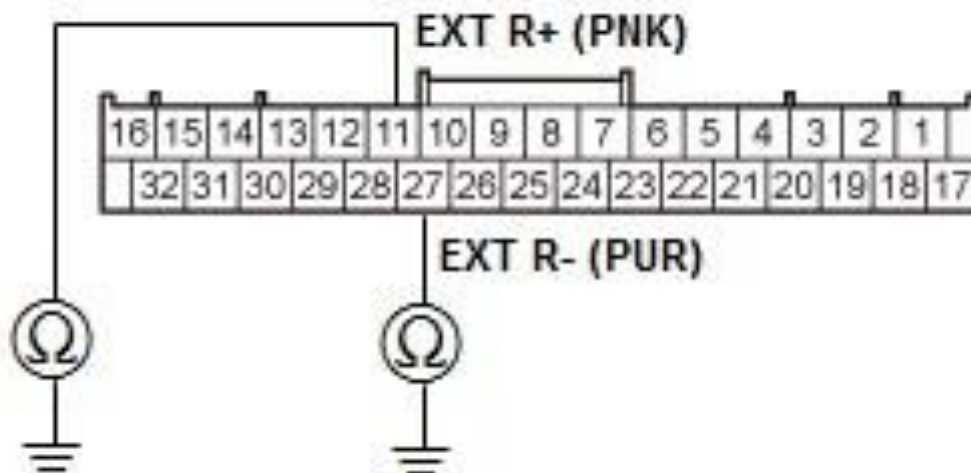 EXT R+ (PNK)
16 15 14 13 12 11 10 9 8 7 6 5 4 3 2 1
32 31 30 29 28 27 26 25 24 23 22 21 20 19 18 17
EXT R- (PUR)
Ω Ω